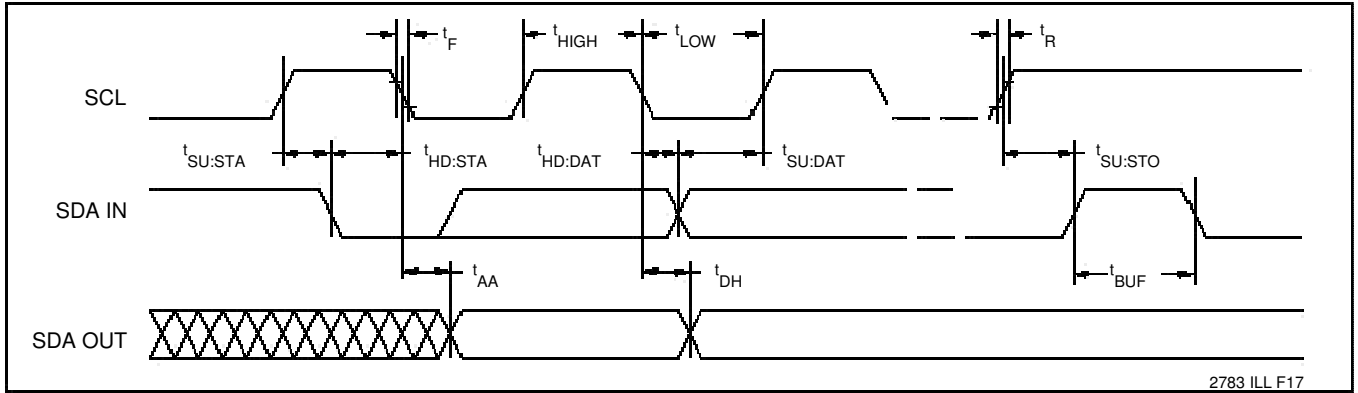 tF
tHIGH
tLOW
tR
SCL
tSU:STA
tHD:STA
tHD:DAT
tSU:DAT
tSU:STO
SDA IN
tAA
tDH
tBUF
SDA OUT
2783 ILL F17